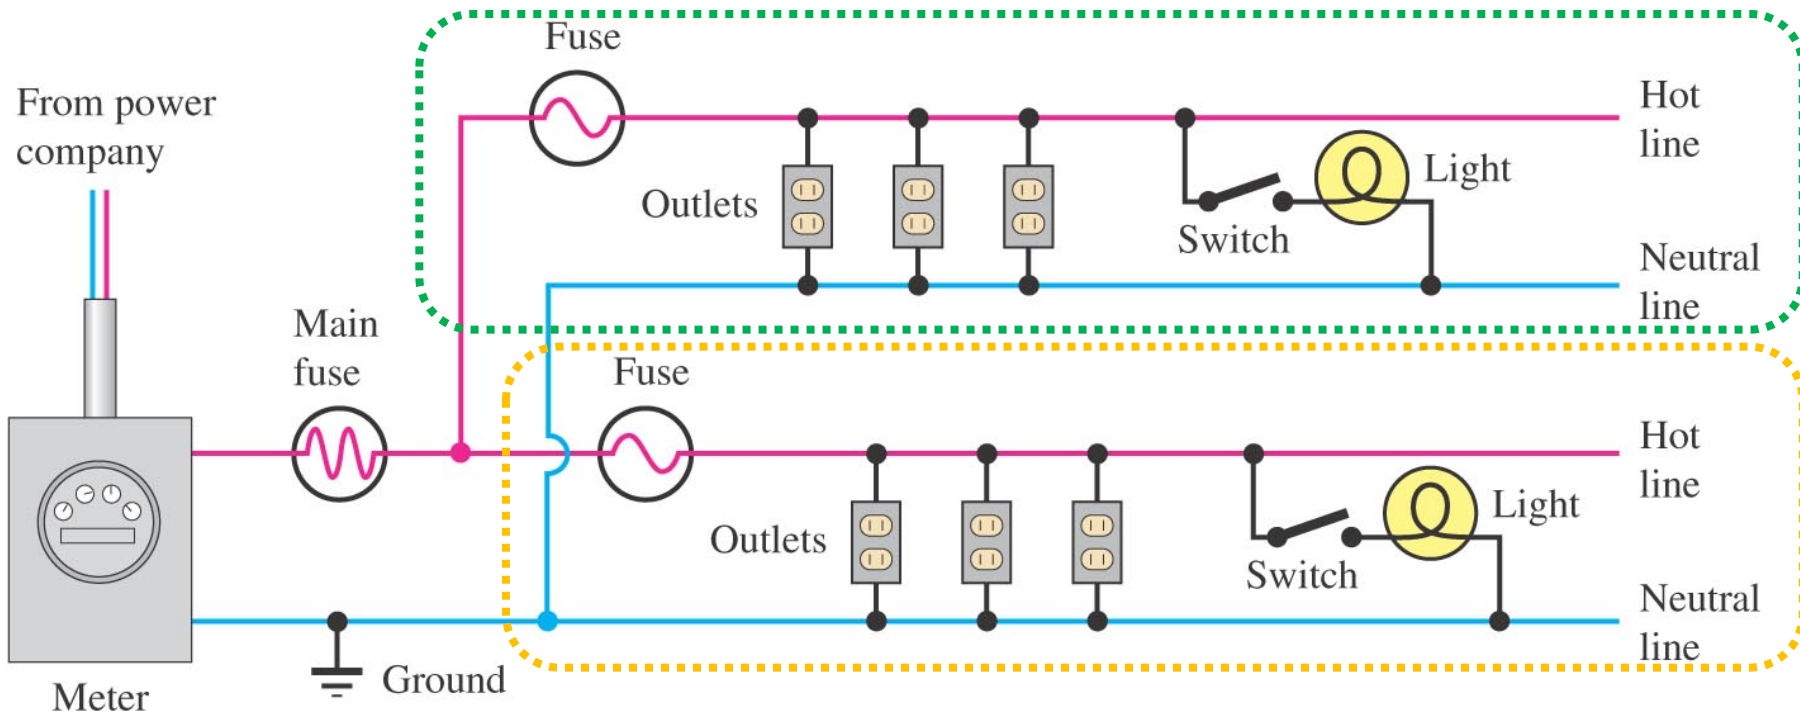 Fuse
From power
company
Hot
line
Light
Outlets
Switch
Neutral
line
Main
fuse
Fuse
Hot
line
Light
Outlets
Switch
Neutral
line
Ground
Meter